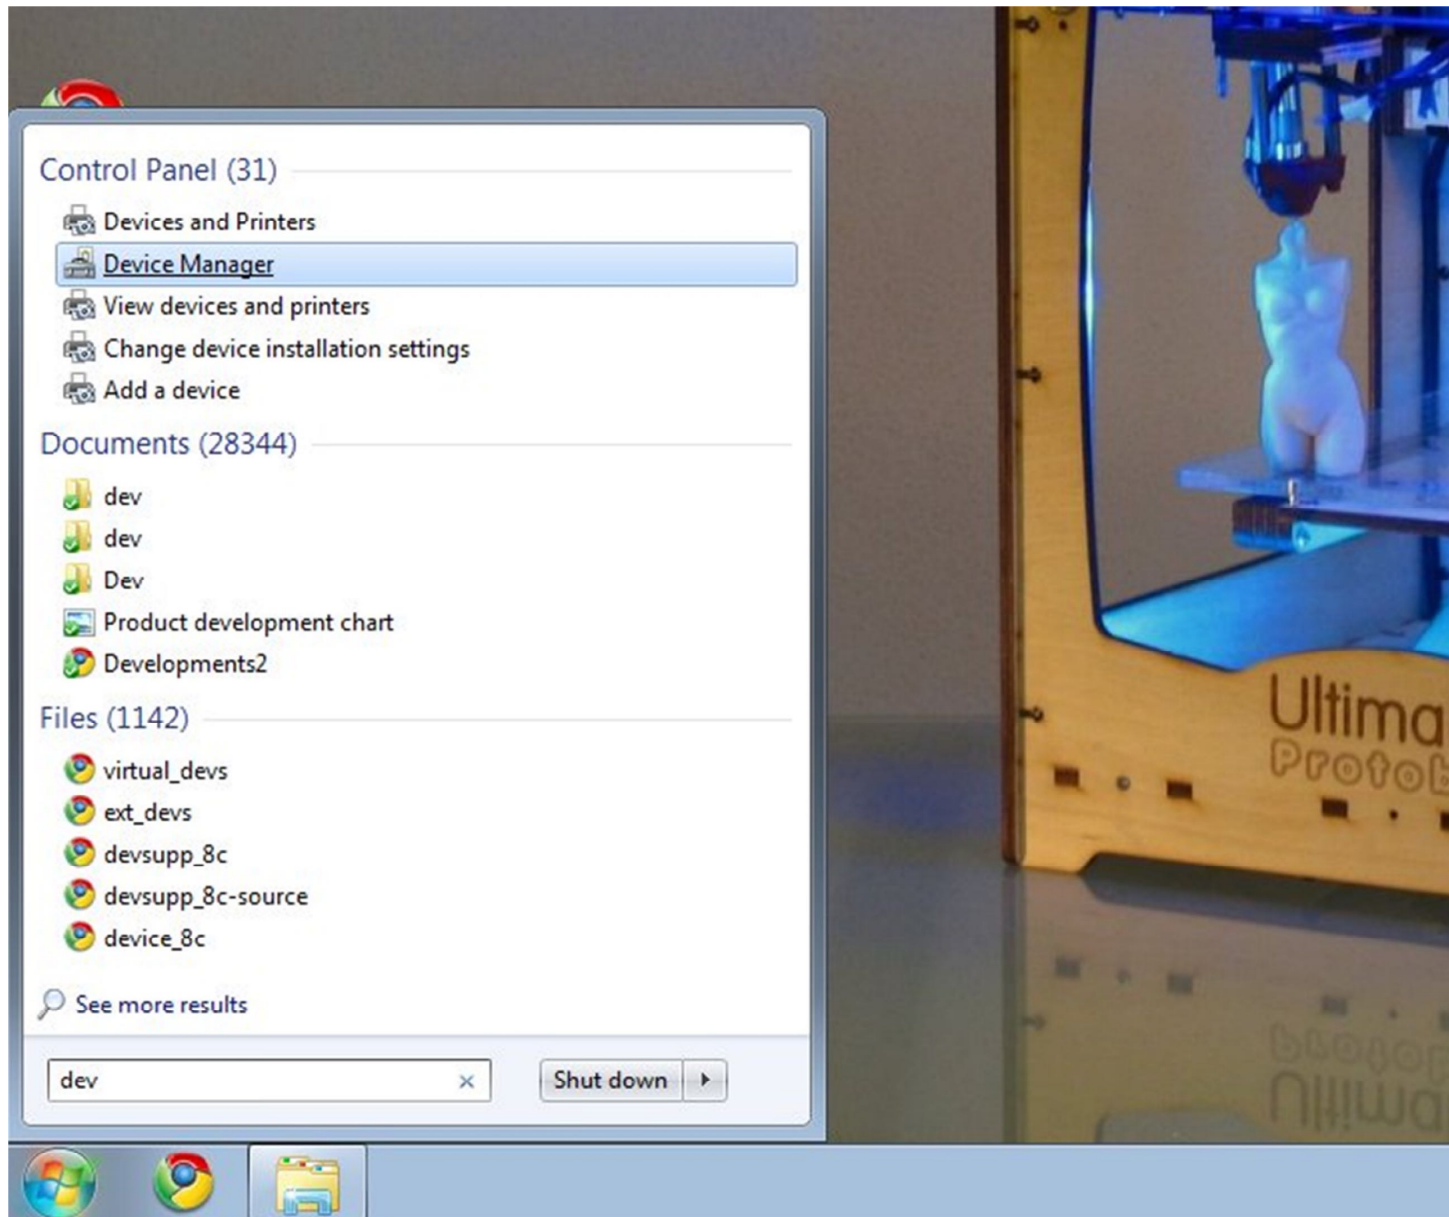 Control Panel (31)
Devices and Printers
Device Manager
View devices and printers
Change device installation settings
Add a device
Documents (28344)
dev
dev
Dev
Product development chart
Developments2
Files (1142)
virtual_devs
ext_devs
devsupp_8c
devsupp_8c-source
device_8c
See more results
dev
Shut down
Ultima
Protob